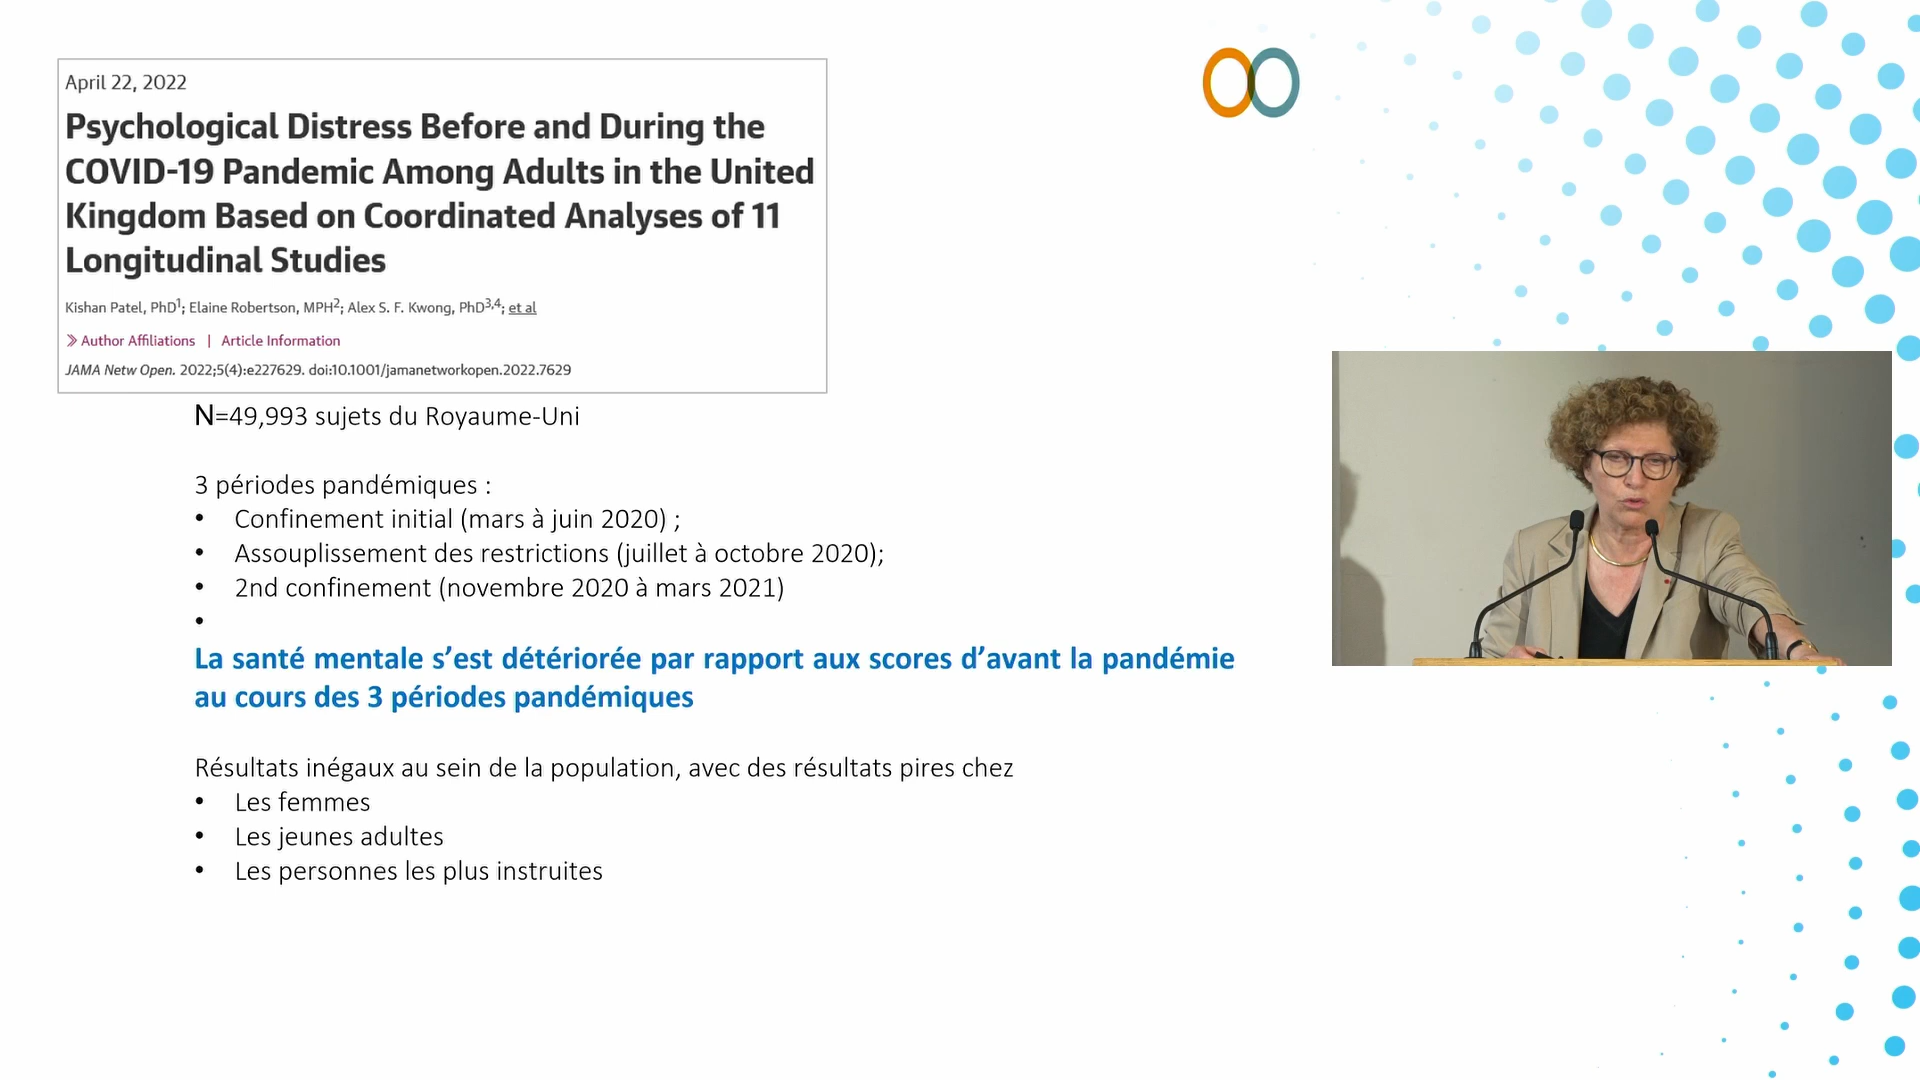 April 22, 2022
Psychological Distress Before and During the
COVID-19 Pandemic Among Adults in the United
Kingdom Based on Coordinated Analyses of 11
Longitudinal Studies
Kishan Patel, PhD1; Elaine Robertson, MPH2; Alex S. F. Kwong, PhD3,4; et al
» Author Affiliations | Article Information
JAMA Netw Open. 2022;5(4):e227629. doi:10.1001/jamanetworkopen.2022.7629
N=49,993 sujets du Royaume-Uni
3 périodes pandémiques :
• Confinement initial (mars à juin 2020) ;
• Assouplissement des restrictions (juillet à octobre 2020);
• 2nd confinement (novembre 2020 à mars 2021)
•
La santé mentale s’est détériorée par rapport aux scores d’avant la pandémie
au cours des 3 périodes pandémiques
Résultats inégaux au sein de la population, avec des résultats pires chez
• Les femmes
• Les jeunes adultes
• Les personnes les plus instruites